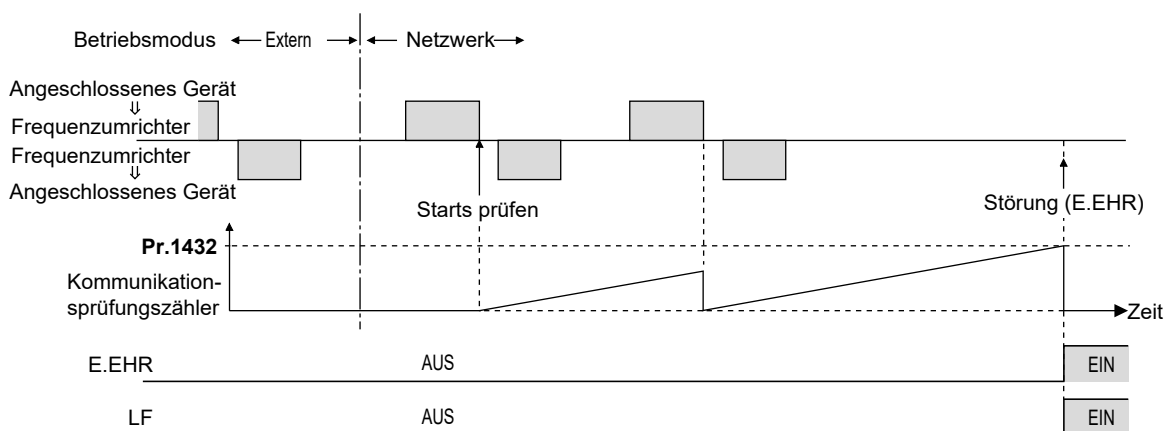 Betriebsmodus
Extern
Netzwerk
Angeschlossenes Gerät
⇓
Frequenzumrichter
Frequenzumrichter
⇓
Angeschlossenes Gerät
Starts prüfen
Störung (E.EHR)
Pr.1432
Kommunikation-
sprüfungszähler
Zeit
E.EHR
AUS
EIN
LF
AUS
EIN